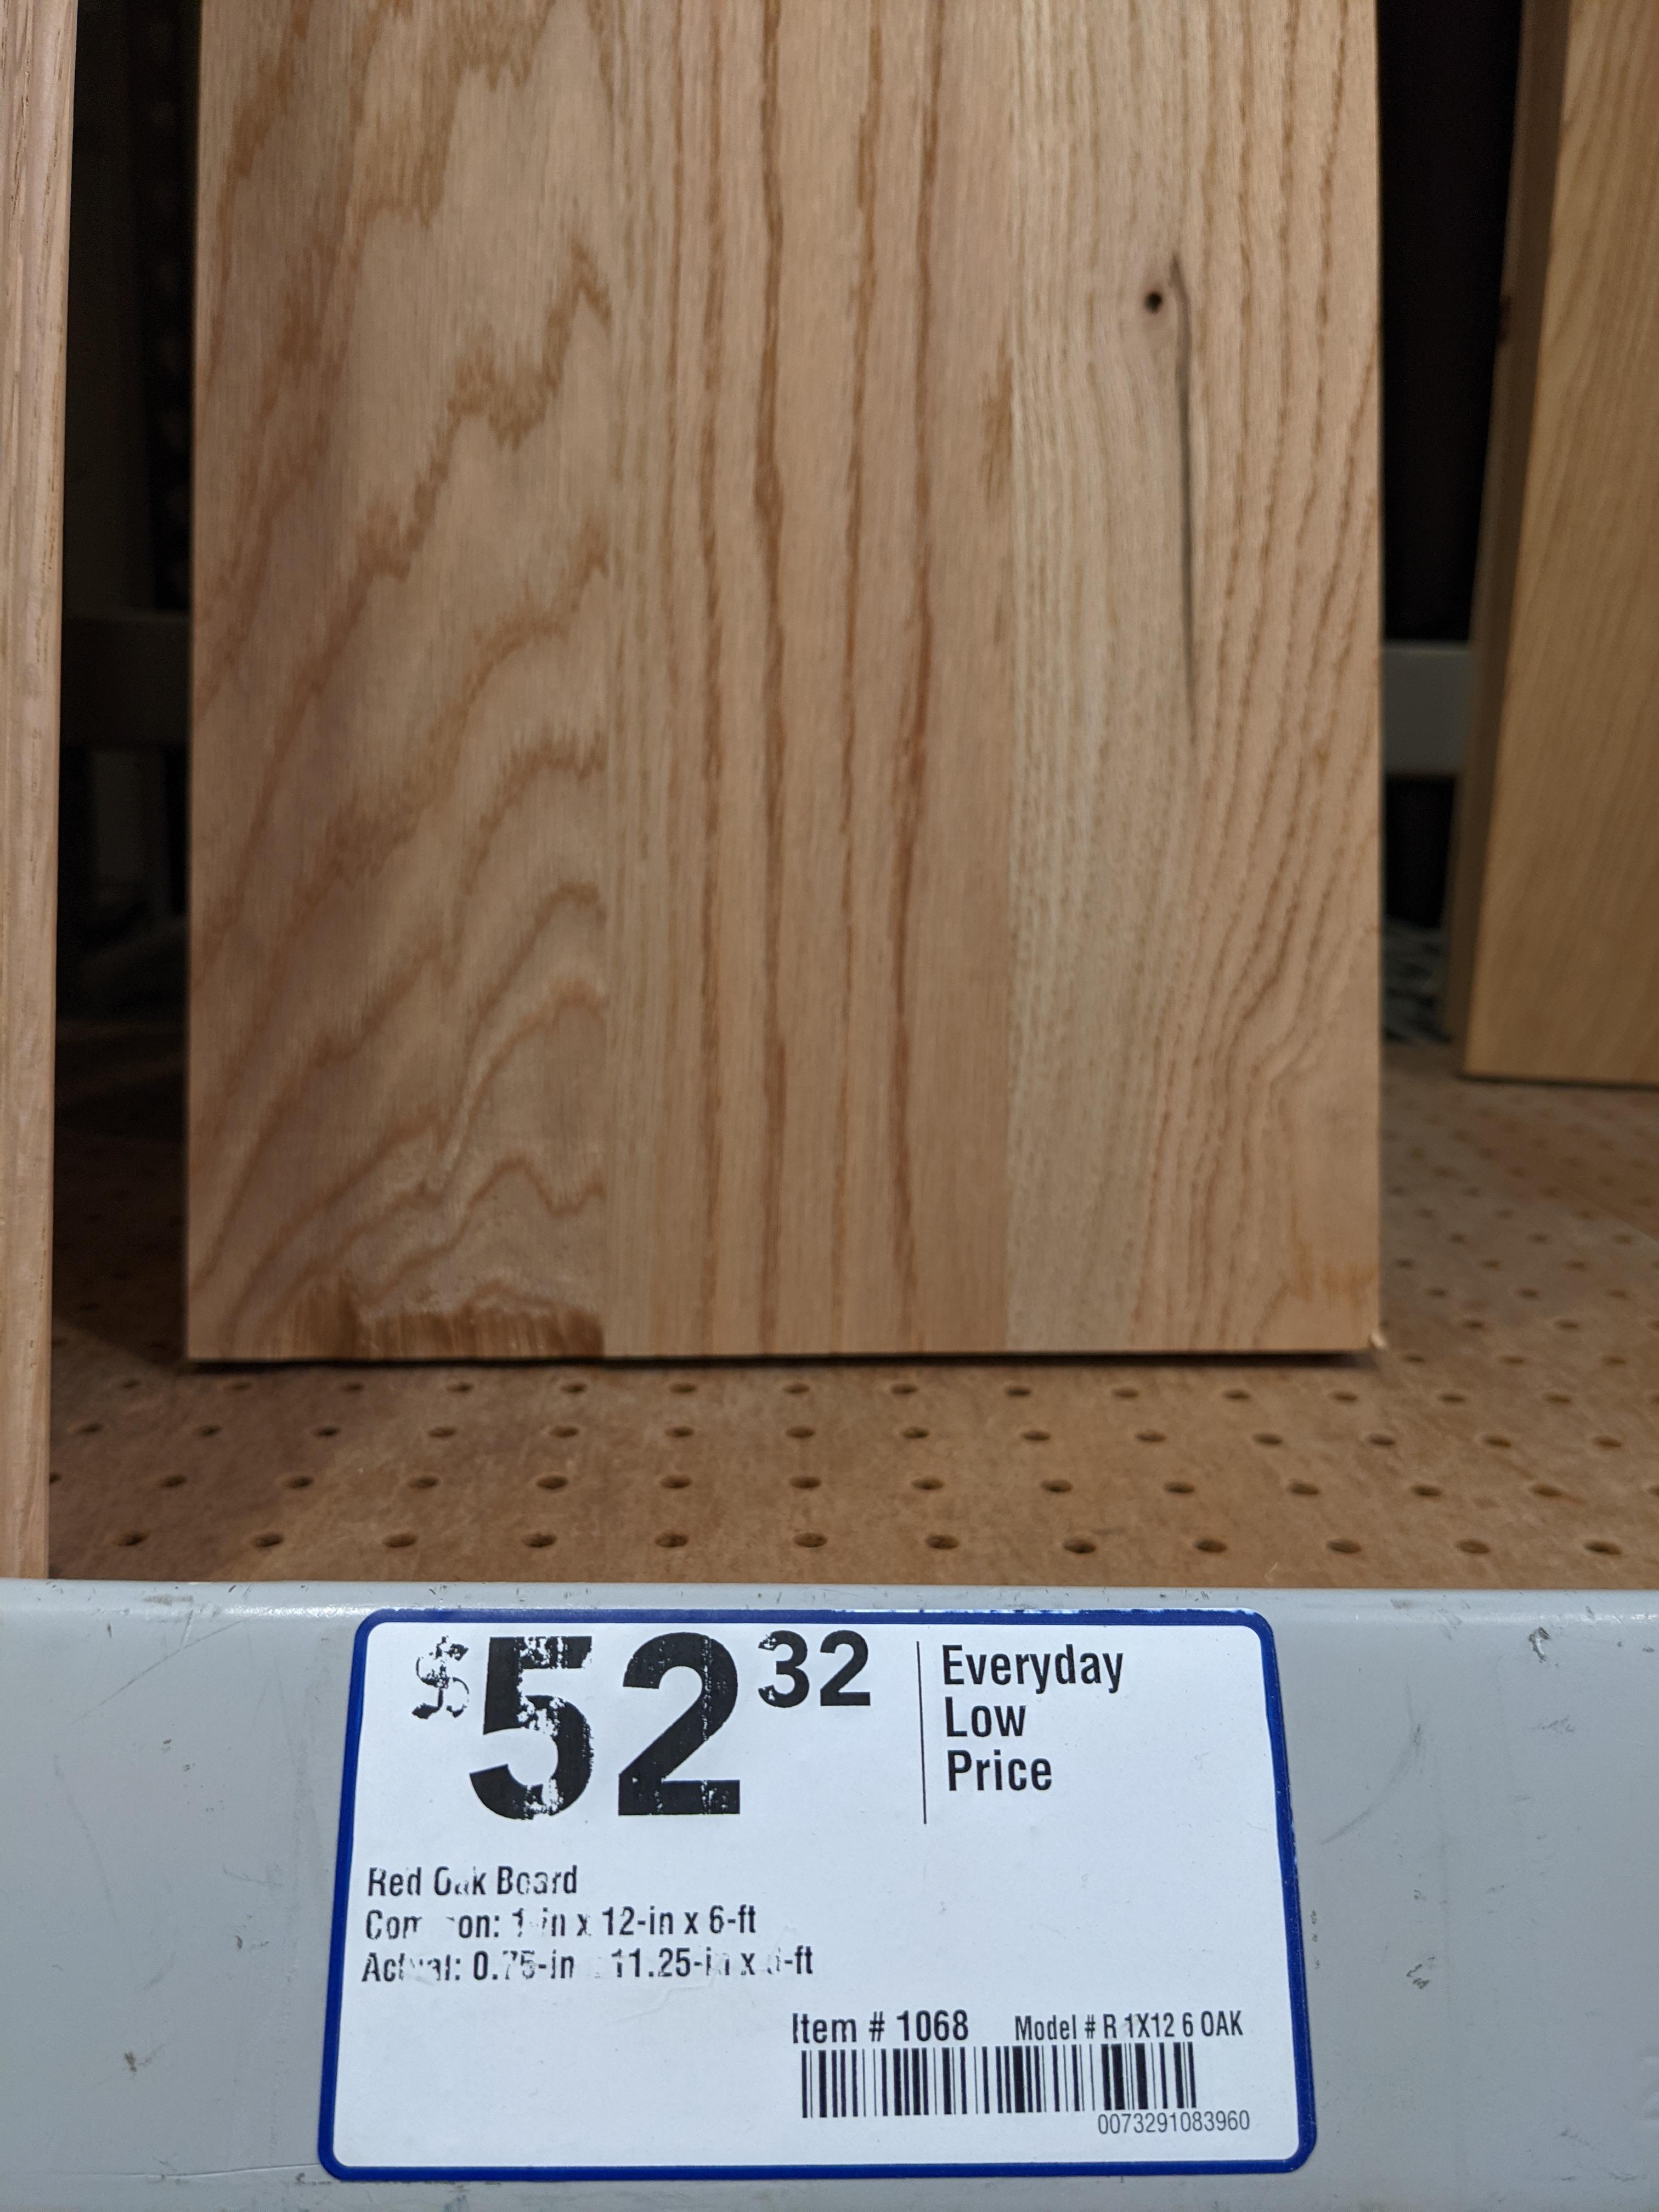 $52 32
Everyday
Low
Price
Red Oak Board
Common: 1-in x 12-in x 6-ft
Actual: 0.75-in x 11.25-in x 6-ft
Item # 1068 Model # R 1X12 6 OAK
0073291083960